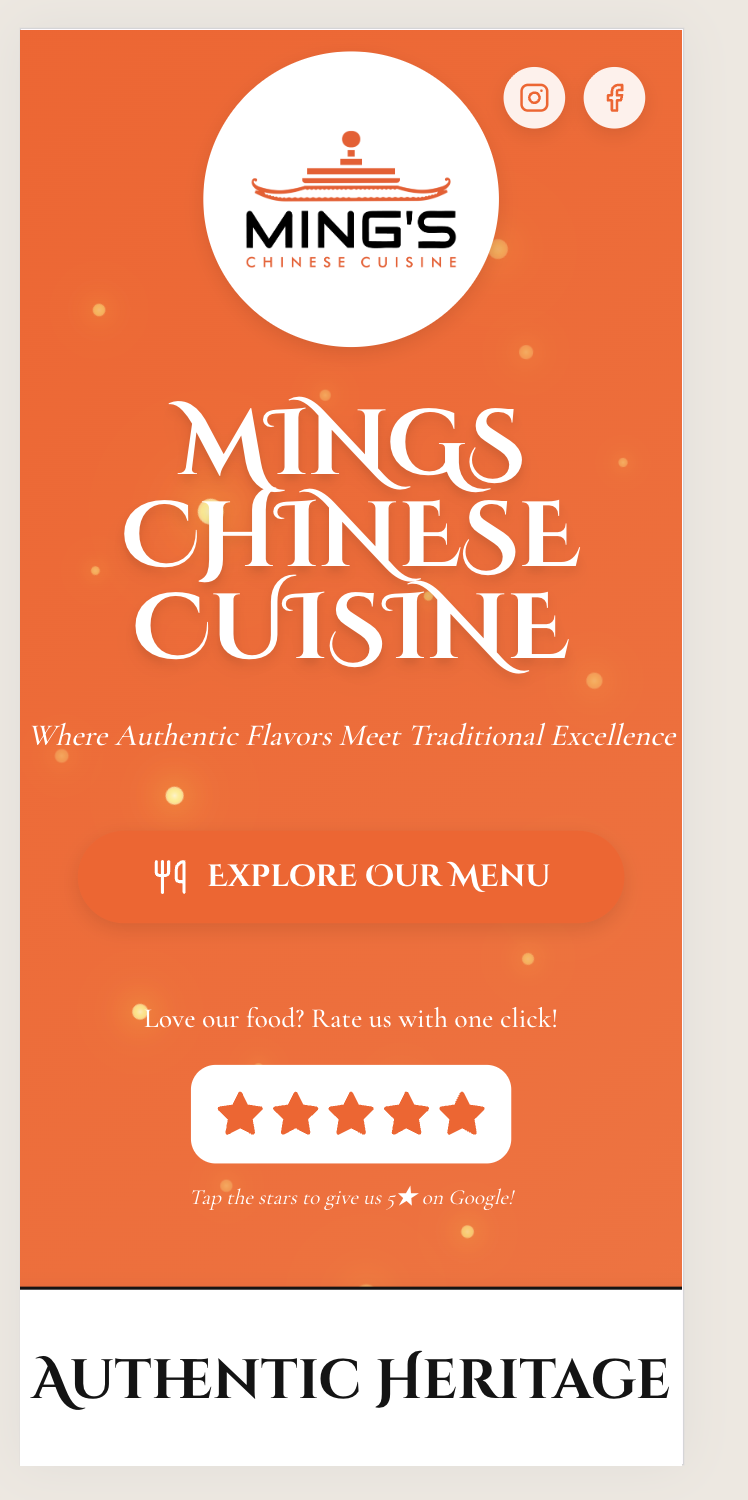 MING'S
CHINESE CUISINE
MINGS
CHINESE
CUISINE
Where Authentic Flavors Meet Traditional Excellence
EXPLORE OUR MENU
Love our food? Rate us with one click!
Tap the stars to give us 5★ on Google!
AUTHENTIC HERITAGE